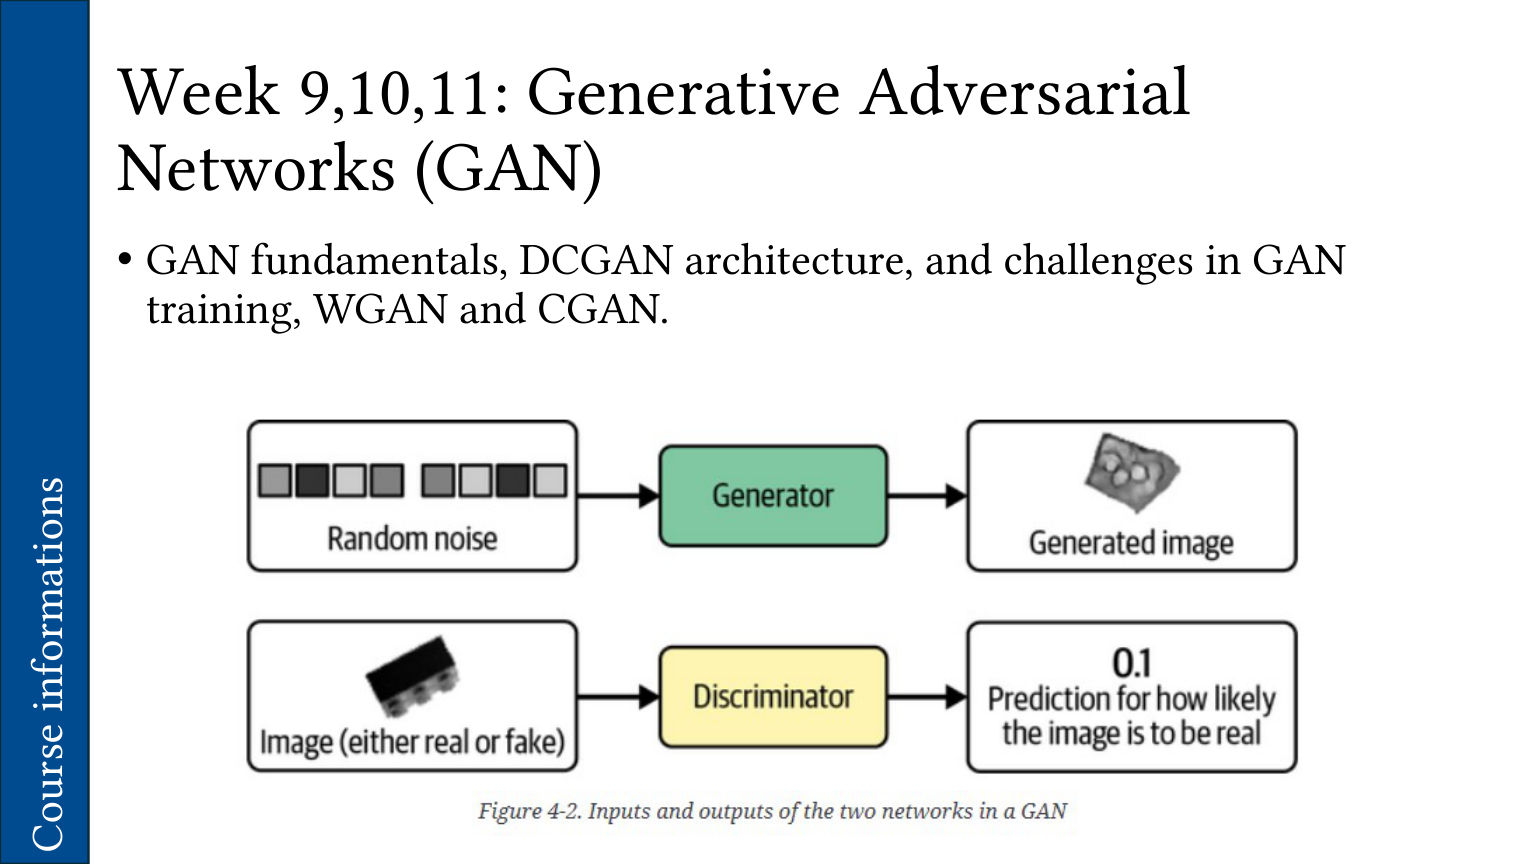 Week 9,10,11: Generative Adversarial
Networks (GAN)
• GAN fundamentals, DCGAN architecture, and challenges in GAN
training, WGAN and CGAN.
Random noise
Generator
Generated image
Image (either real or fake)
Discriminator
0.1
Prediction for how likely
the image is to be real
Figure 4-2. Inputs and outputs of the two networks in a GAN
Course informations